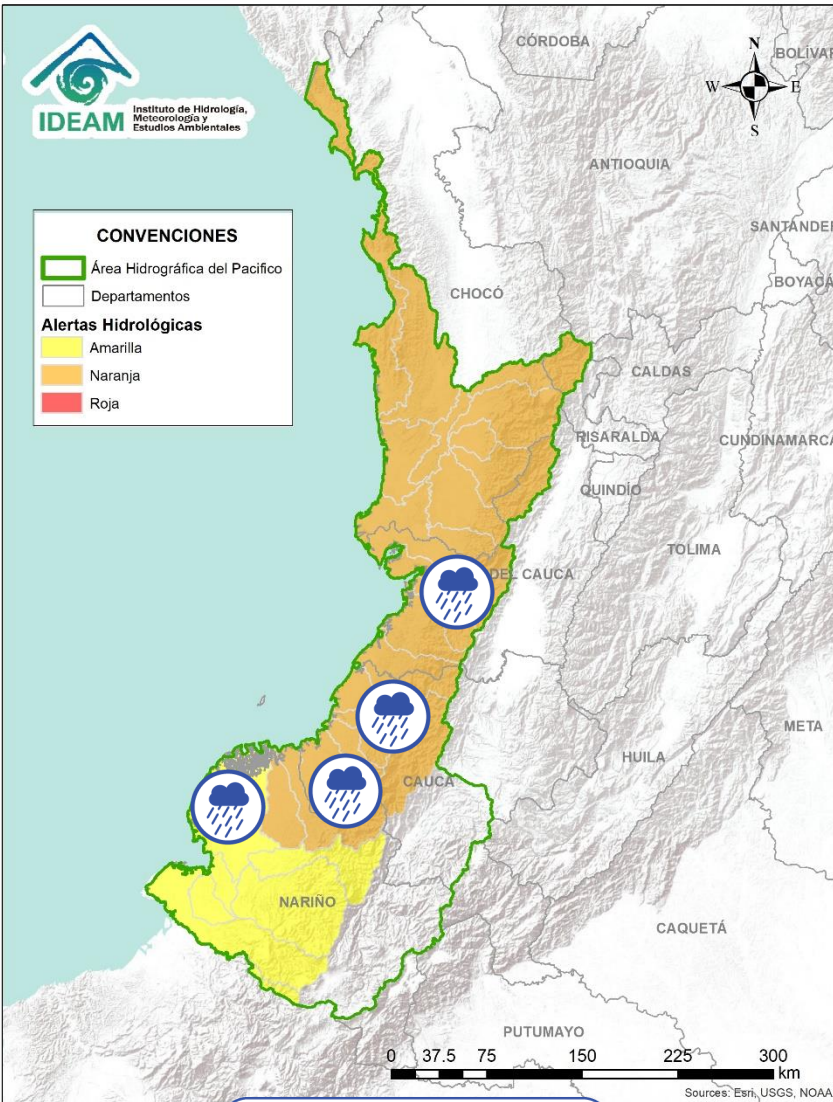 IDEAM
Instituto de Hidrología,
Meteorología y
Estudios Ambientales
CÓRDOBA
BOLÍVAR
N
W
E
S
ANTIOQUIA
SANTANDER
BOYACÁ
CONVENCIONES
Área Hidrográfica del Pacifico
Departamentos
Alertas Hidrológicas
Amarilla
Naranja
Roja
CHOCÓ
CALDAS
RISARALDA
CUNDINAMARCA
QUINDÍO
TOLIMA
DEL CAUCA
META
HUILA
CAUCA
NARIÑO
CAQUETÁ
PUTUMAYO
0 37.5 75 150 225 300
km
Sources: Esri, USGS, NOAA